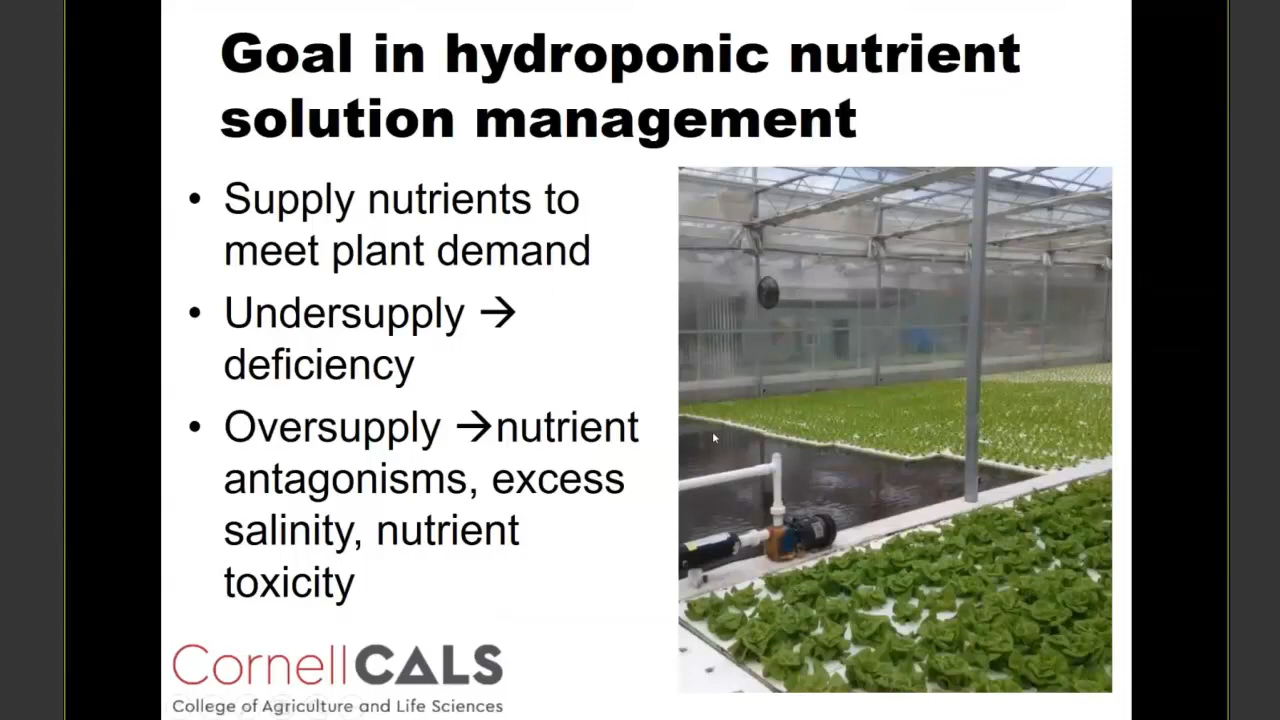 Goal in hydroponic nutrient
solution management
• Supply nutrients to
meet plant demand
• Undersupply →
deficiency
• Oversupply →nutrient
antagonisms, excess
salinity, nutrient
toxicity
CornellCALS
College of Agriculture and Life Sciences